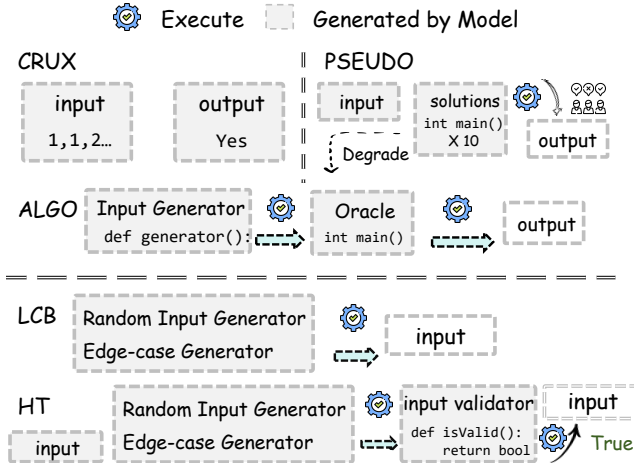 Execute
Generated by Model
CRUX
input
1,1,2…
output
Yes
PSEUDO
input
Degrade
solutions
int main()
X 10
output
ALGO
Input Generator
def generator():
Oracle
int main()
output
LCB
Random Input Generator
Edge-case Generator
input
HT
input
Random Input Generator
Edge-case Generator
input validator
def isValid():
return bool
input
True